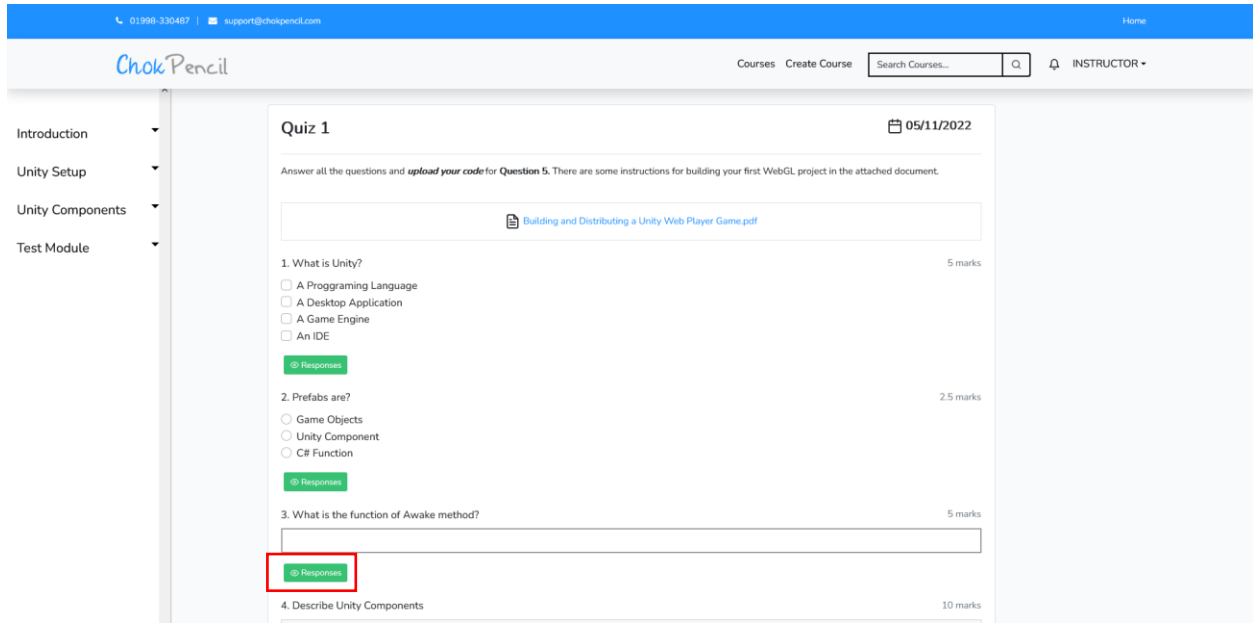 01998-330487 | support@chokpencil.com Home
ChokPencil Courses Create Course Search Courses... INSTRUCTOR
Introduction
Unity Setup
Unity Components
Test Module
Quiz 1 05/11/2022
Answer all the questions and upload your code for Question 5. There are some instructions for building your first WebGL project in the attached document.
Building and Distributing a Unity Web Player Game.pdf
1. What is Unity? 5 marks
A Proggraming Language
A Desktop Application
A Game Engine
An IDE
Responses
2. Prefabs are? 2.5 marks
Game Objects
Unity Component
C# Function
Responses
3. What is the function of Awake method? 5 marks
Responses
4. Describe Unity Components 10 marks